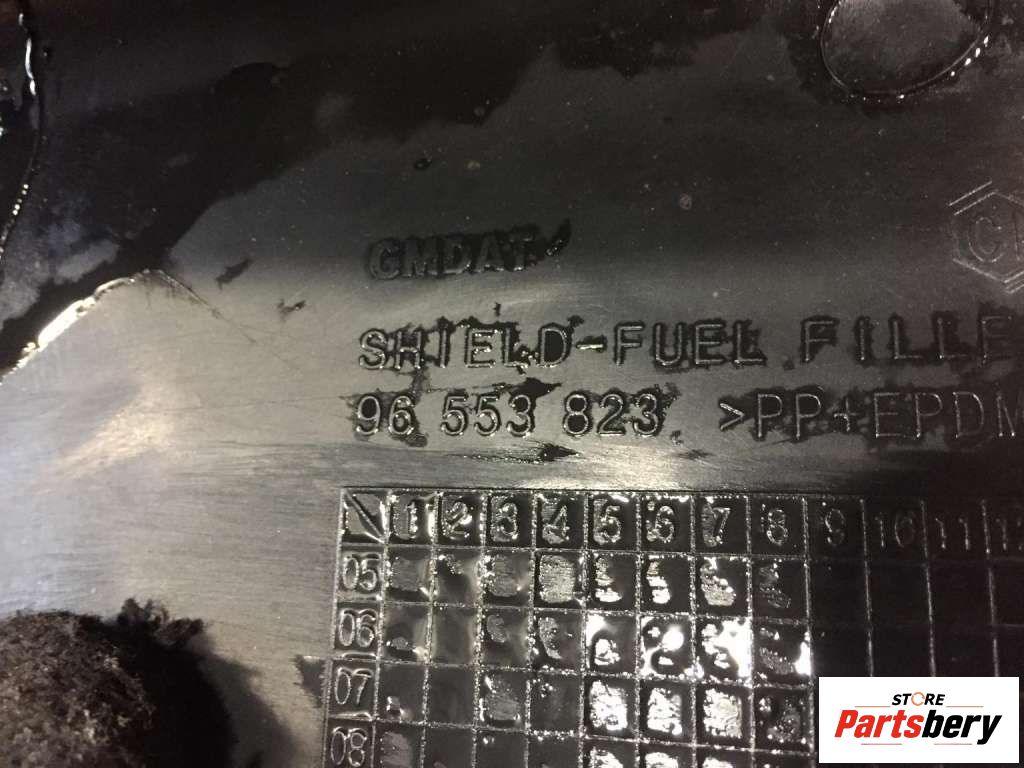 GMDAT
SHIELD-FUEL FILLE
96 553 823 >PP+EPDM
1 2 3 4 5 6 7 8 9 10 11
05
06
07
08
STORE
Partsbery